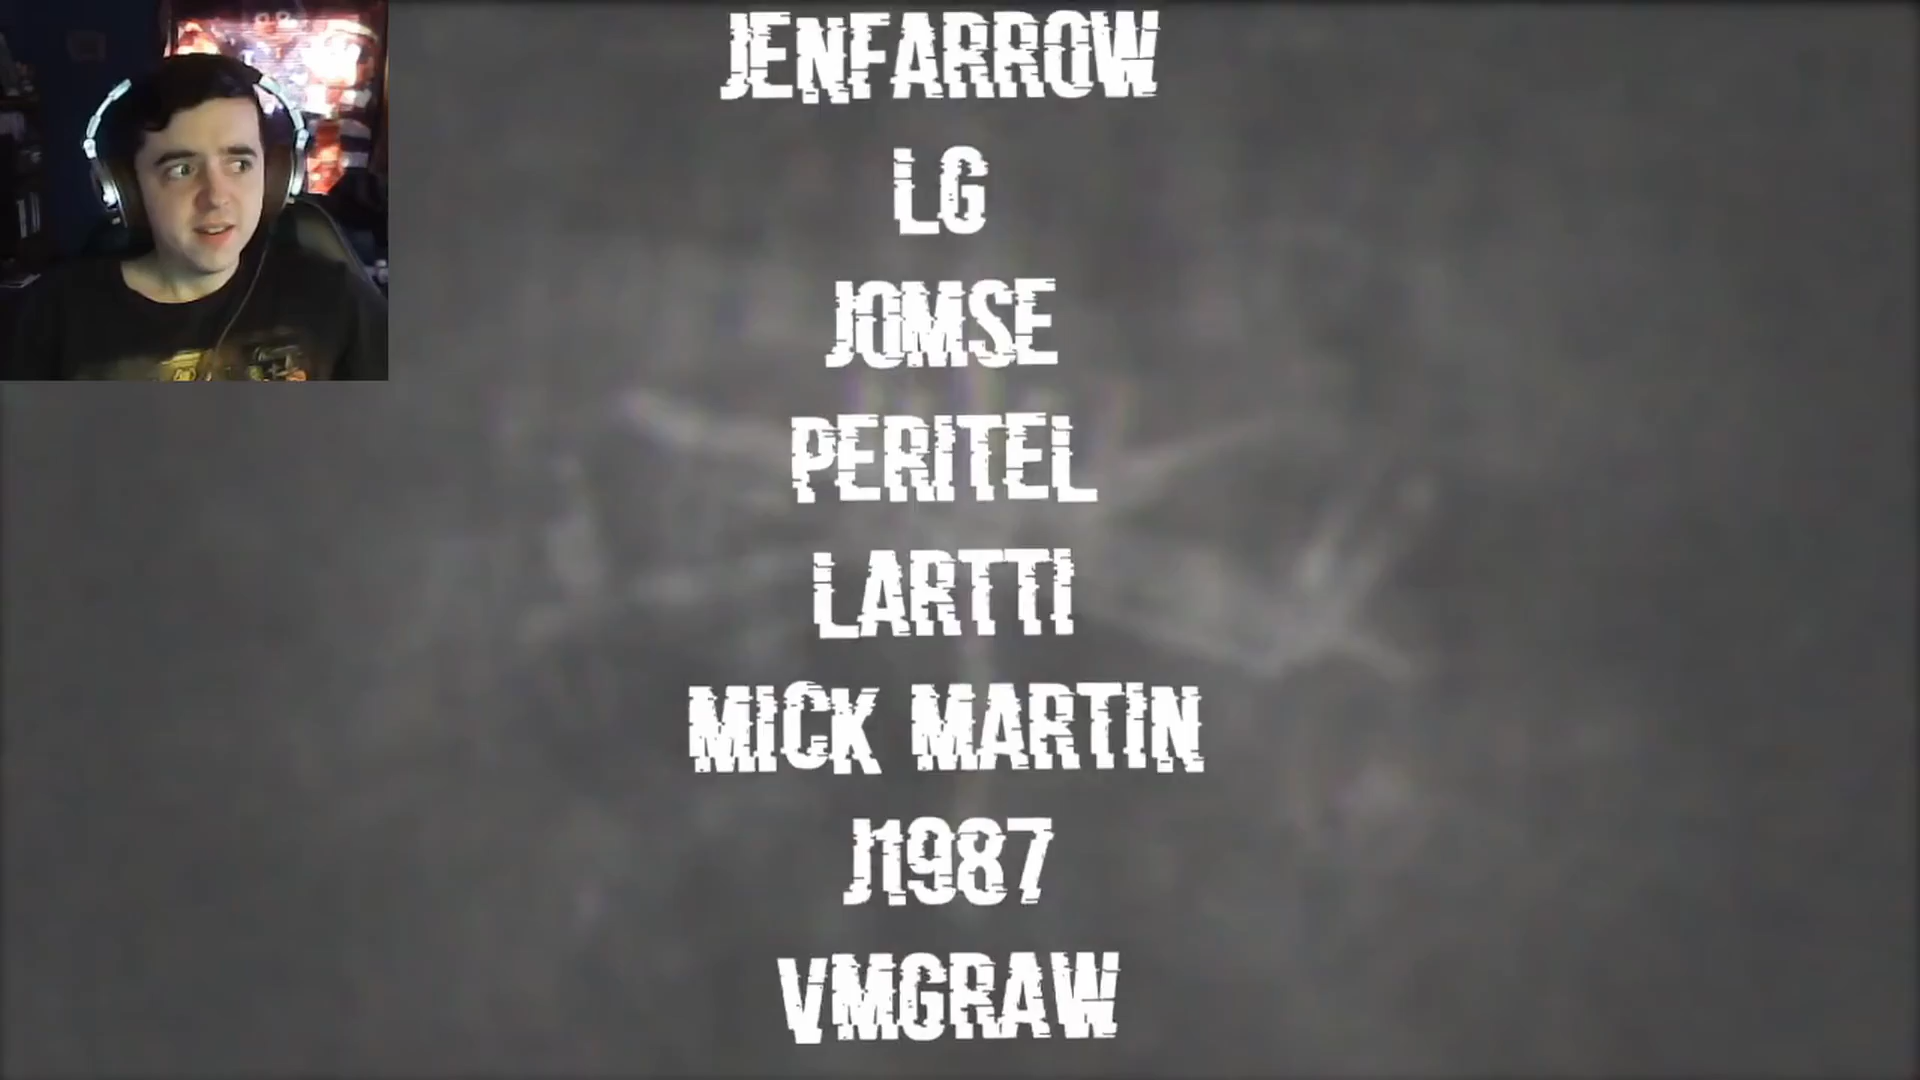 JENFARROW
LG
JOMSE
PERITEL
LARTTI
MICK MARTIN
J1987
VMGRAW